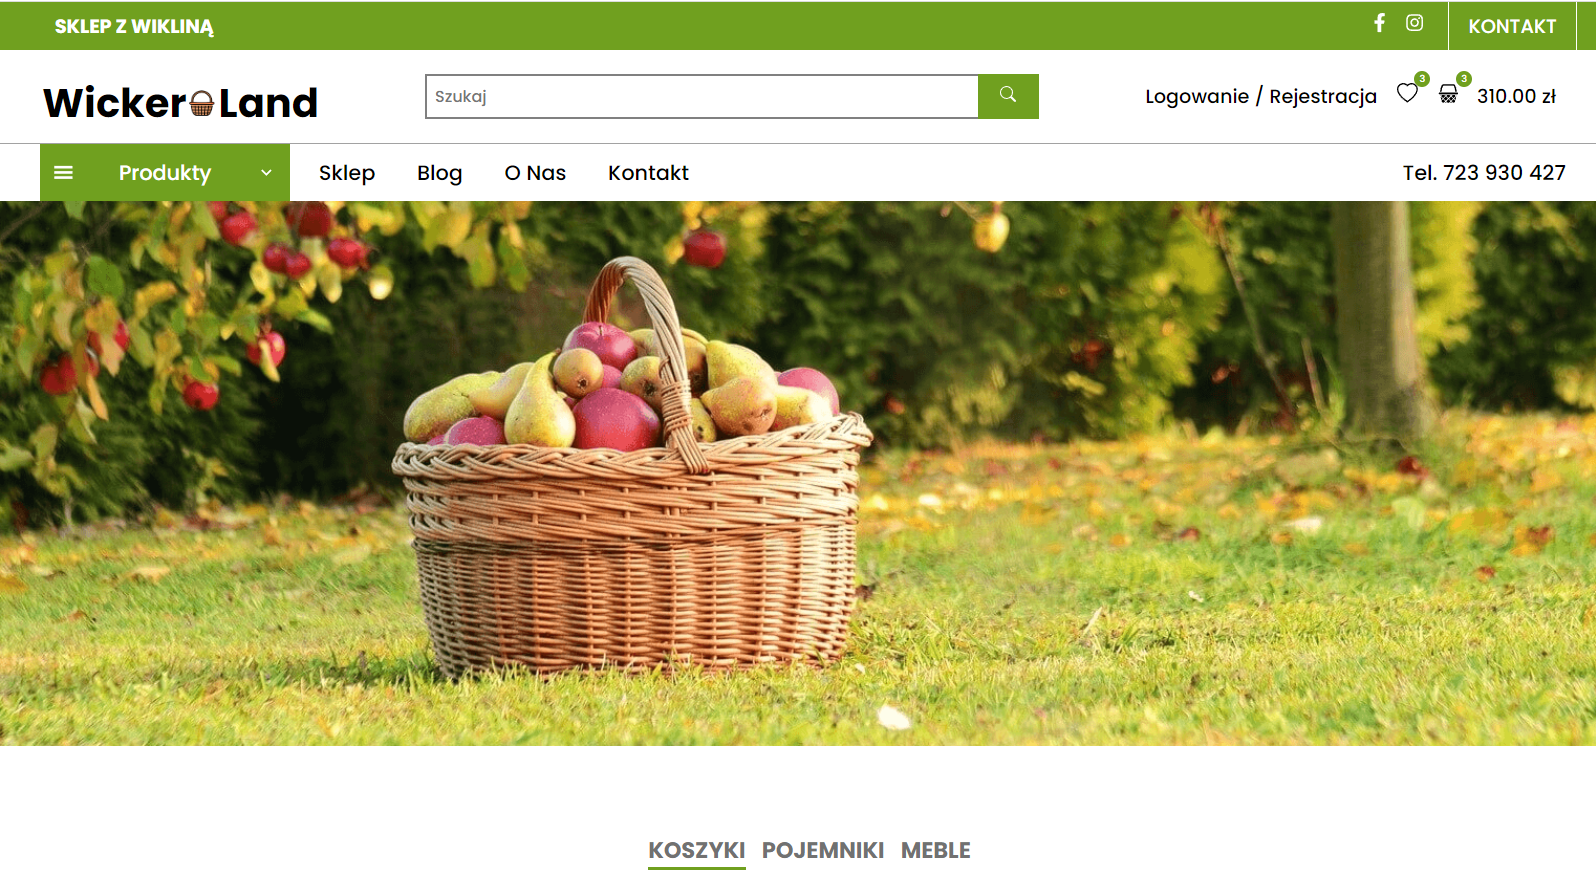 SKLEP Z WIKLINĄ
KONTAKT
Wicker Land
Szukaj
Logowanie / Rejestracja
3
3
310.00 zł
Produkty
Sklep
Blog
O Nas
Kontakt
Tel. 723 930 427
KOSZYKI
POJEMNIKI
MEBLE